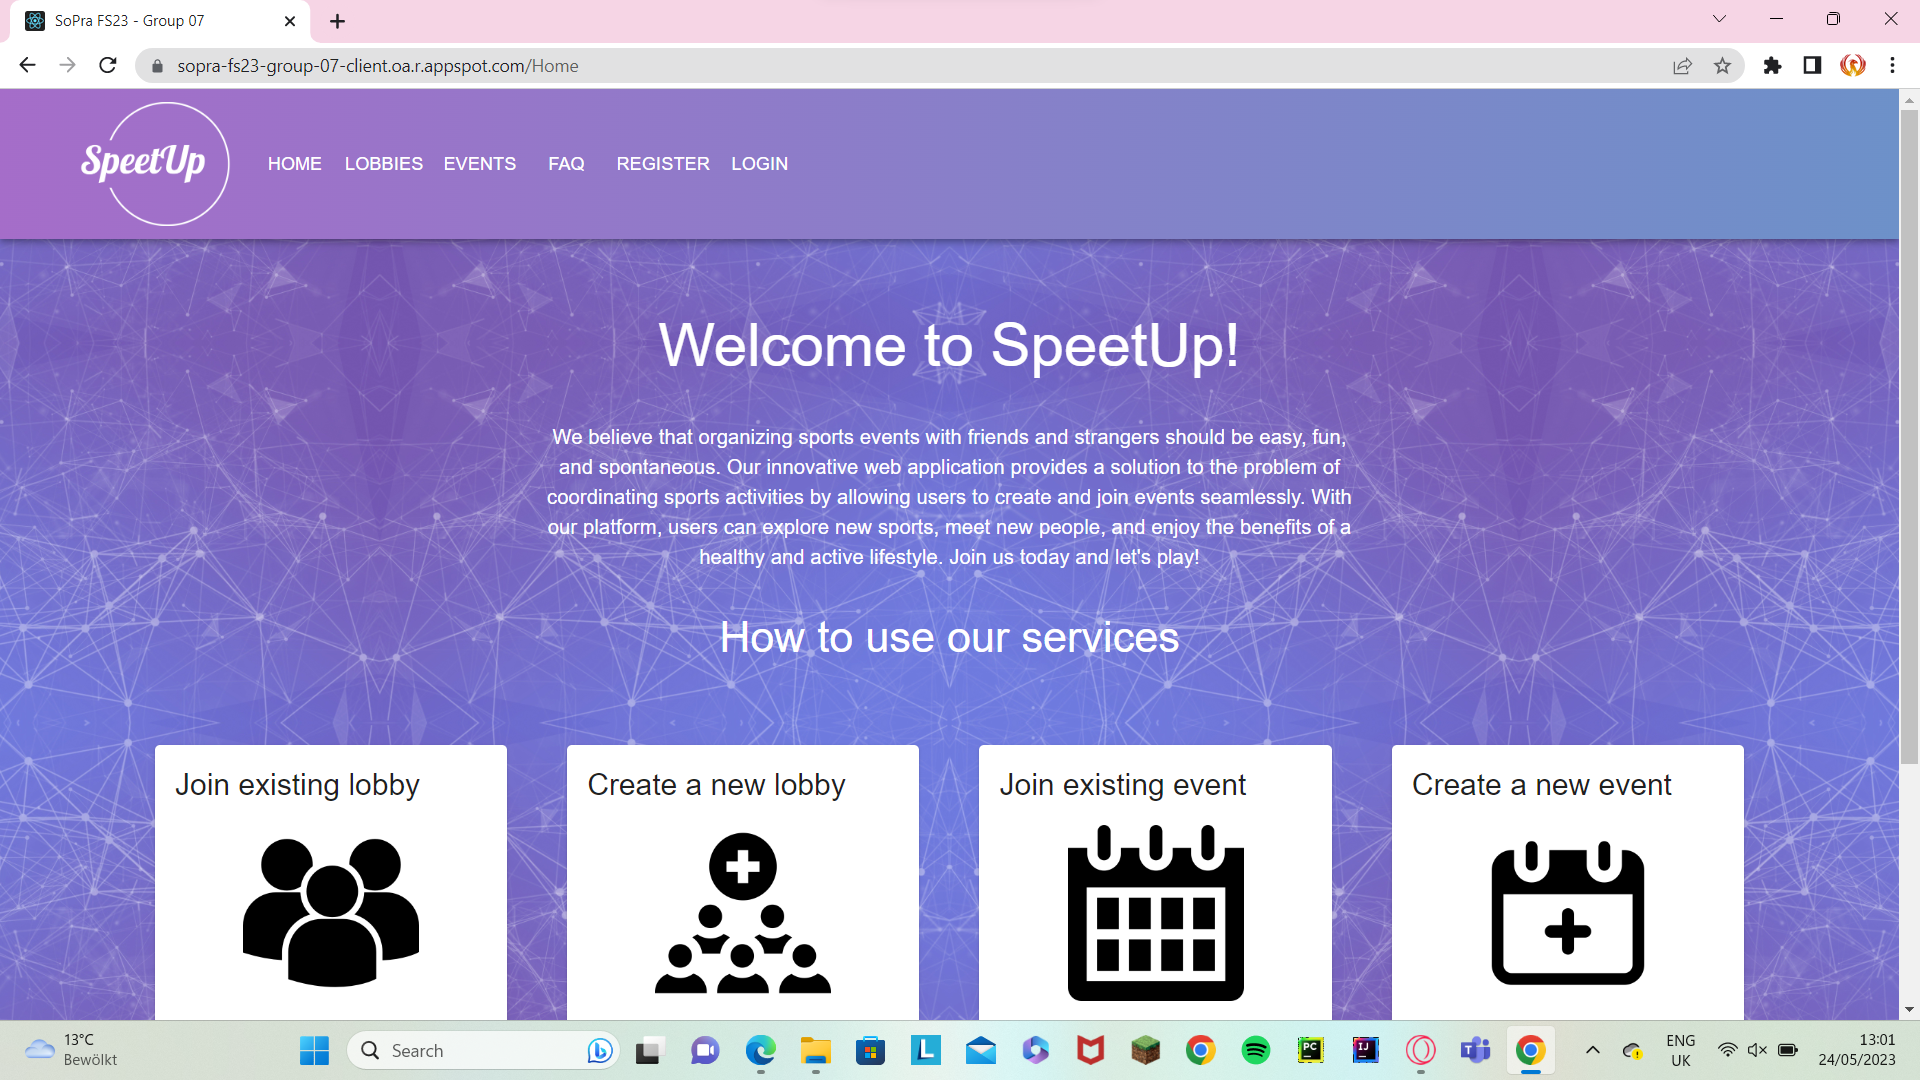 SoPra FS23 - Group 07
sopra-fs23-group-07-client.oa.r.appspot.com/Home
SpeetUp
HOME LOBBIES EVENTS FAQ REGISTER LOGIN
Welcome to SpeetUp!
We believe that organizing sports events with friends and strangers should be easy, fun,
and spontaneous. Our innovative web application provides a solution to the problem of
coordinating sports activities by allowing users to create and join events seamlessly. With
our platform, users can explore new sports, meet new people, and enjoy the benefits of a
healthy and active lifestyle. Join us today and let's play!
How to use our services
Join existing lobby
Create a new lobby
Join existing event
Create a new event
13°C
Bewölkt
Search
L
PC
IJ
T
ENG
UK
13:01
24/05/2023